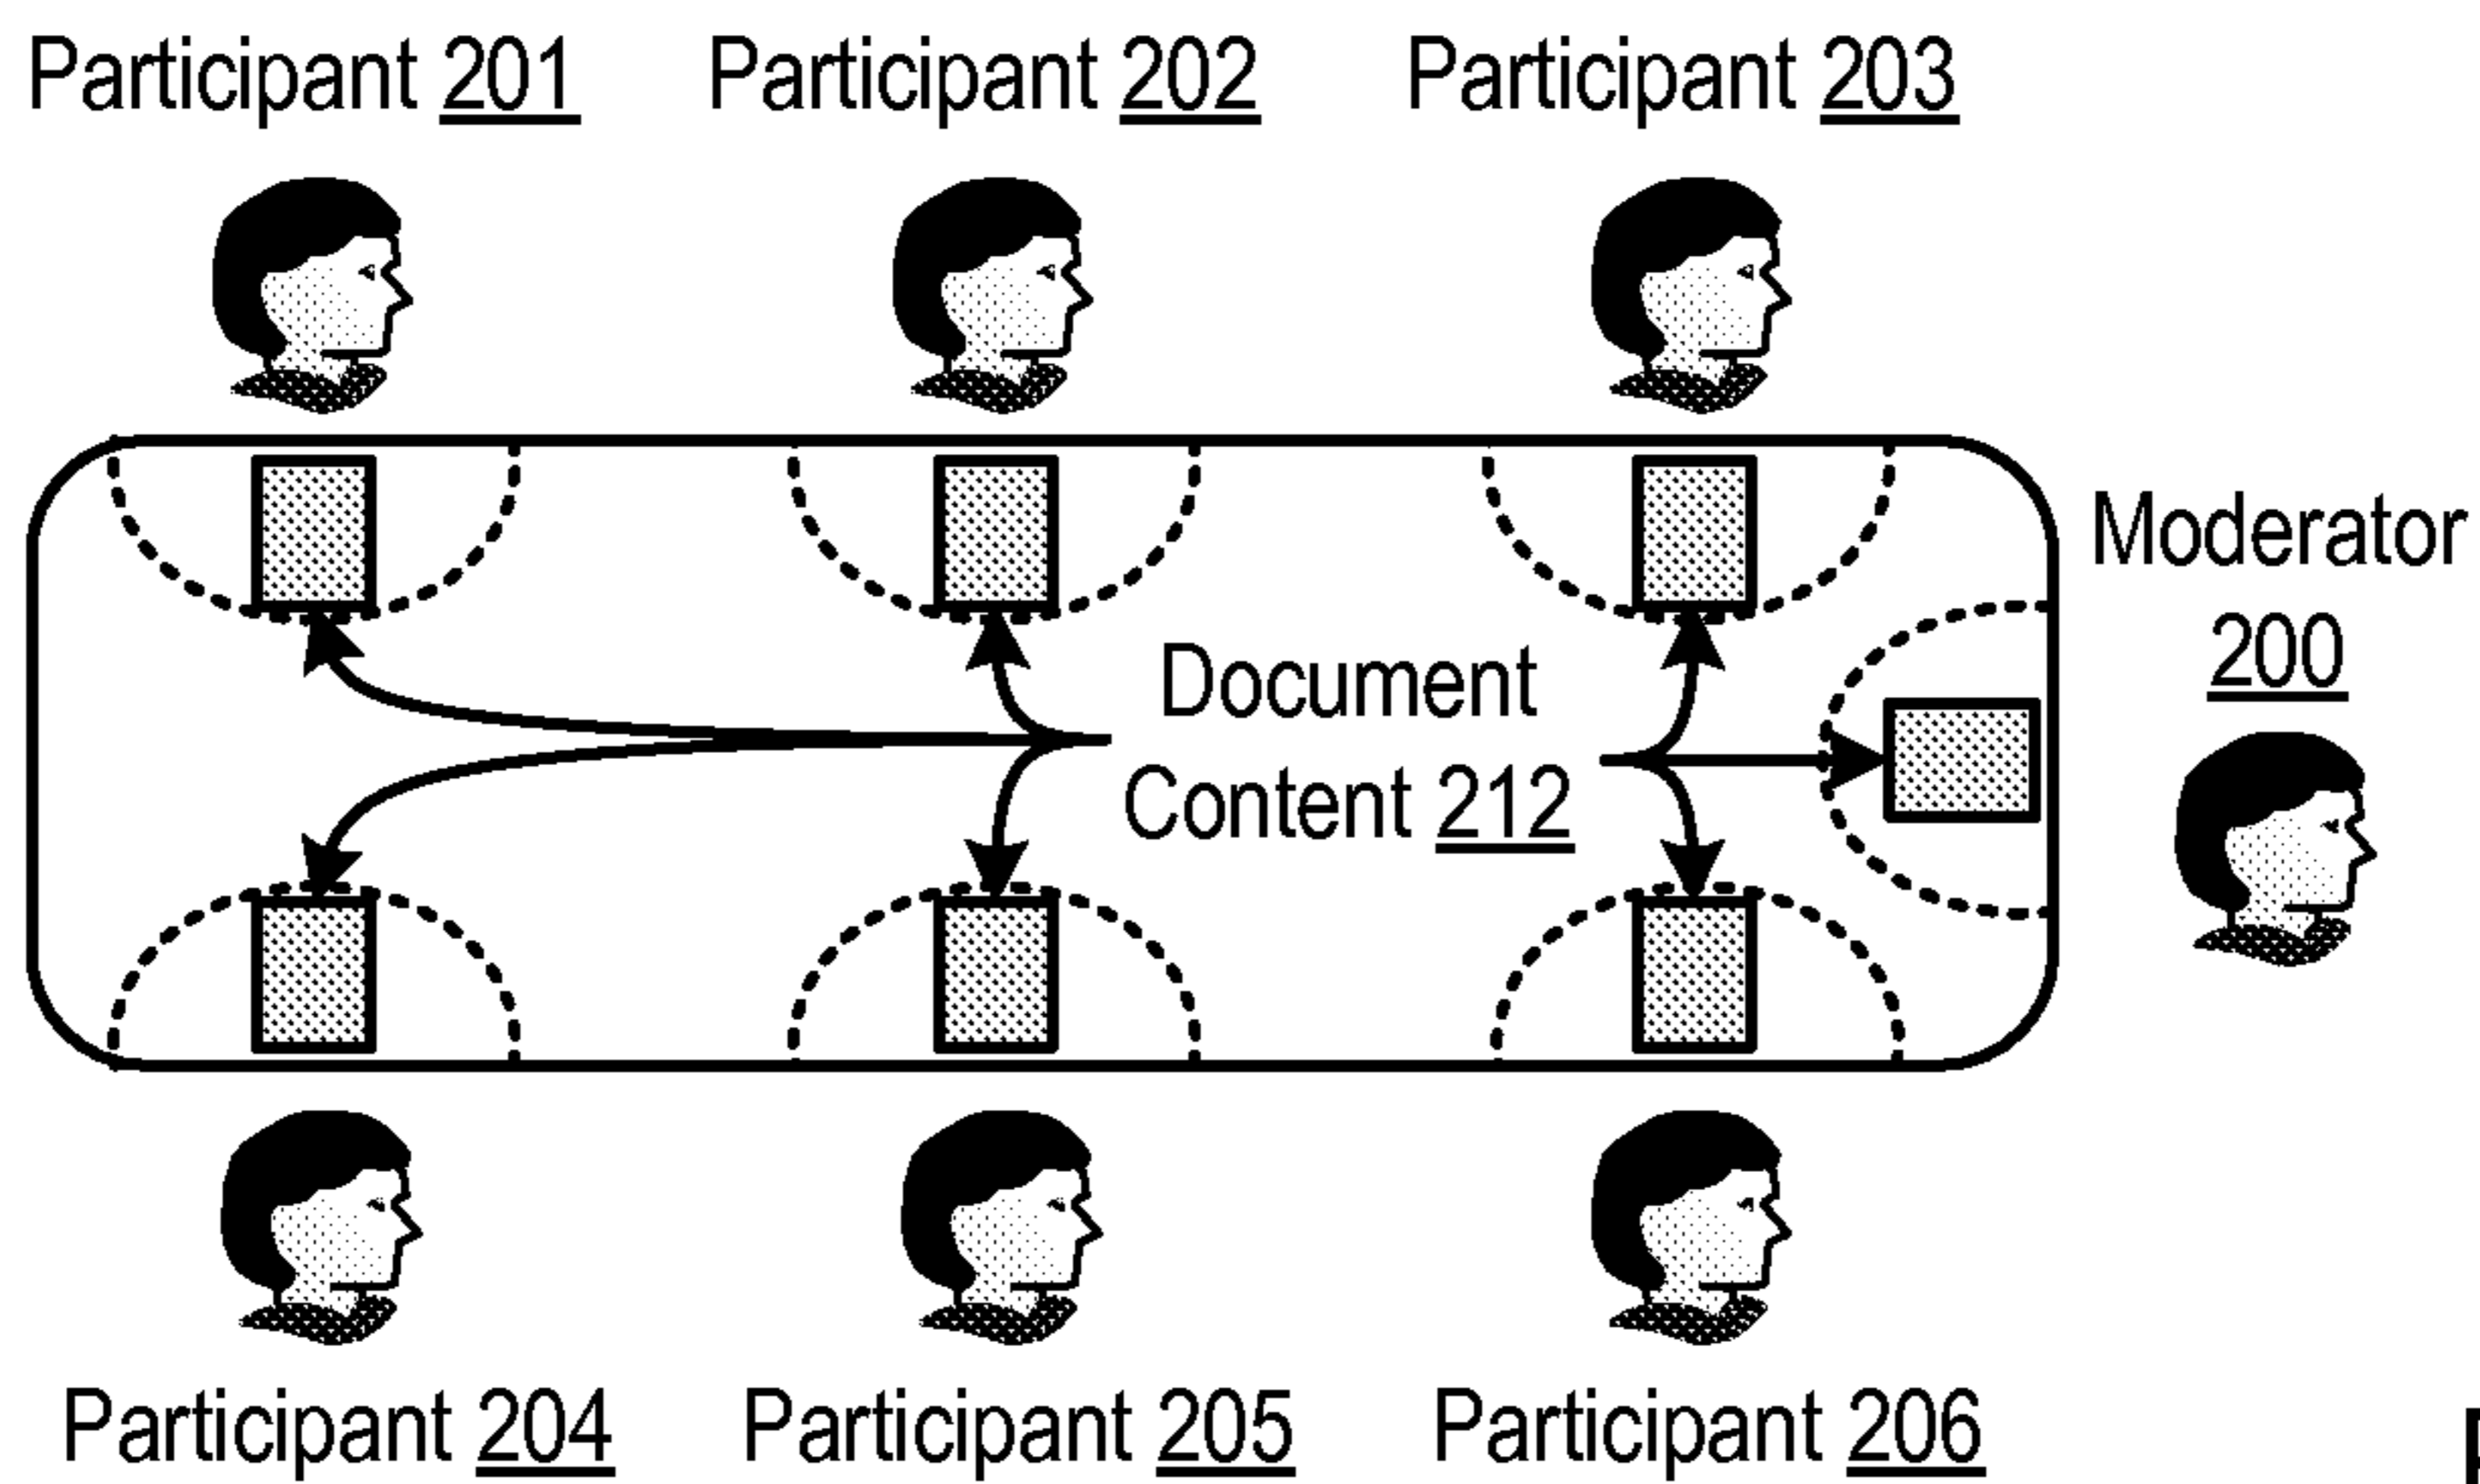 Participant 201
Participant 202
Participant 203
Moderator
200
Document
Content 212
Participant 204
Participant 205
Participant 206